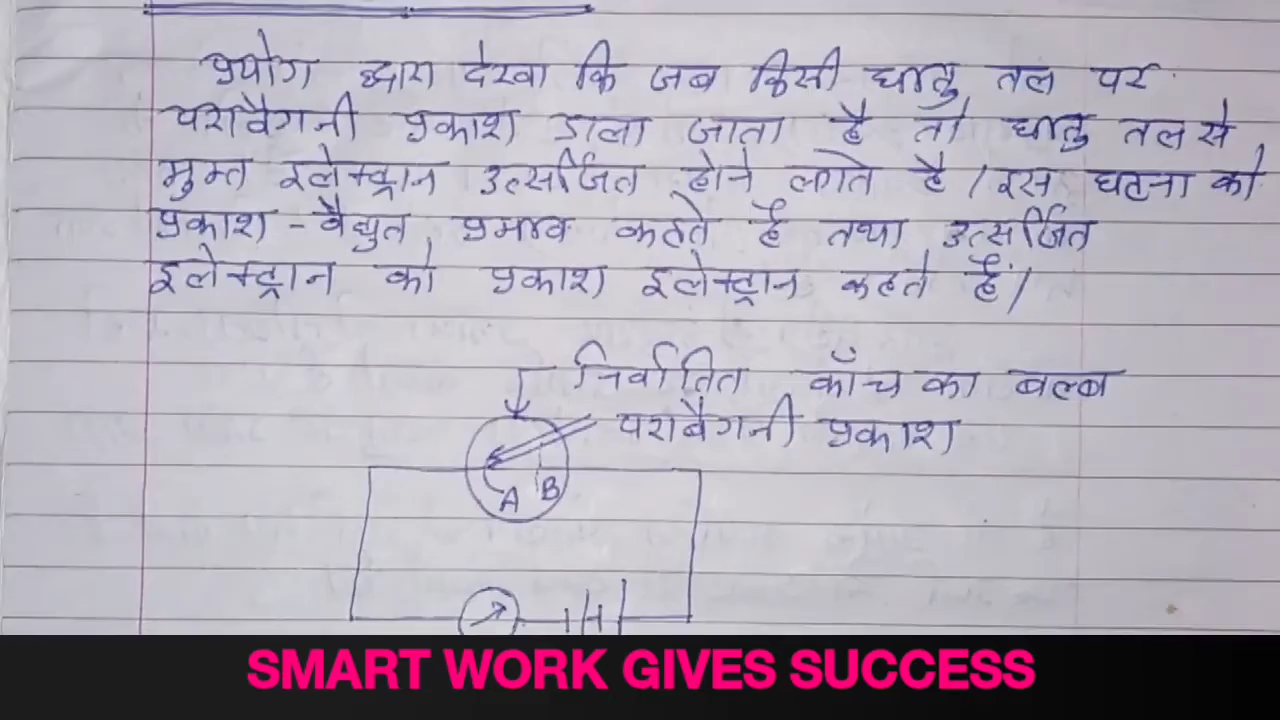 प्रयोग द्वारा देखा कि जब किसी धातु तल पर
पराबैगनी प्रकाश डाला जाता है तो धातु तल से
मुक्त इलेक्ट्रान उत्सर्जित होने लगते है। इस घटना को
प्रकाश - वैद्युत प्रभाव कहते है तथा उत्सर्जित
इलेक्ट्रान को प्रकाश इलेक्ट्रान कहते हैं।
निर्वातित काँच का बल्ब
पराबैगनी प्रकाश
A B
SMART WORK GIVES SUCCESS